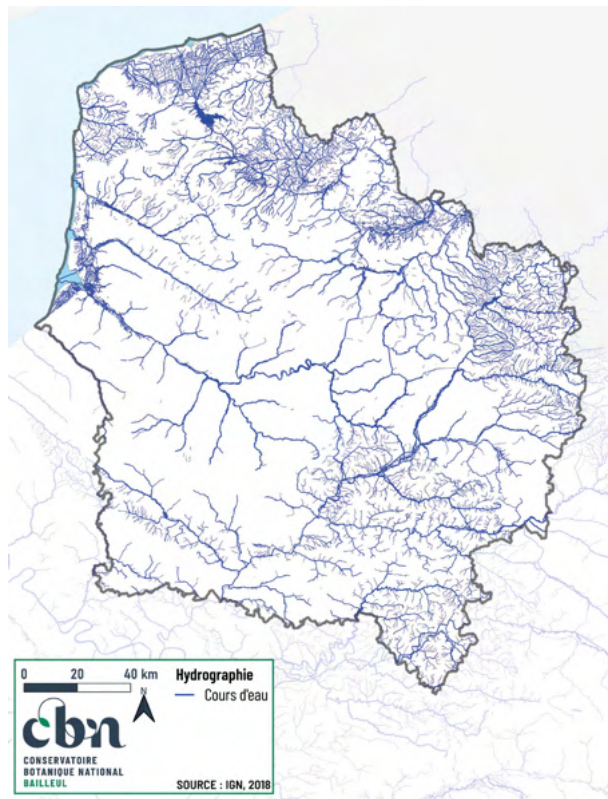 0 20 40 km
N
Hydrographie
Cours d'eau
cbn
CONSERVATOIRE
BOTANIQUE NATIONAL
BAILLEUL
SOURCE : IGN, 2018